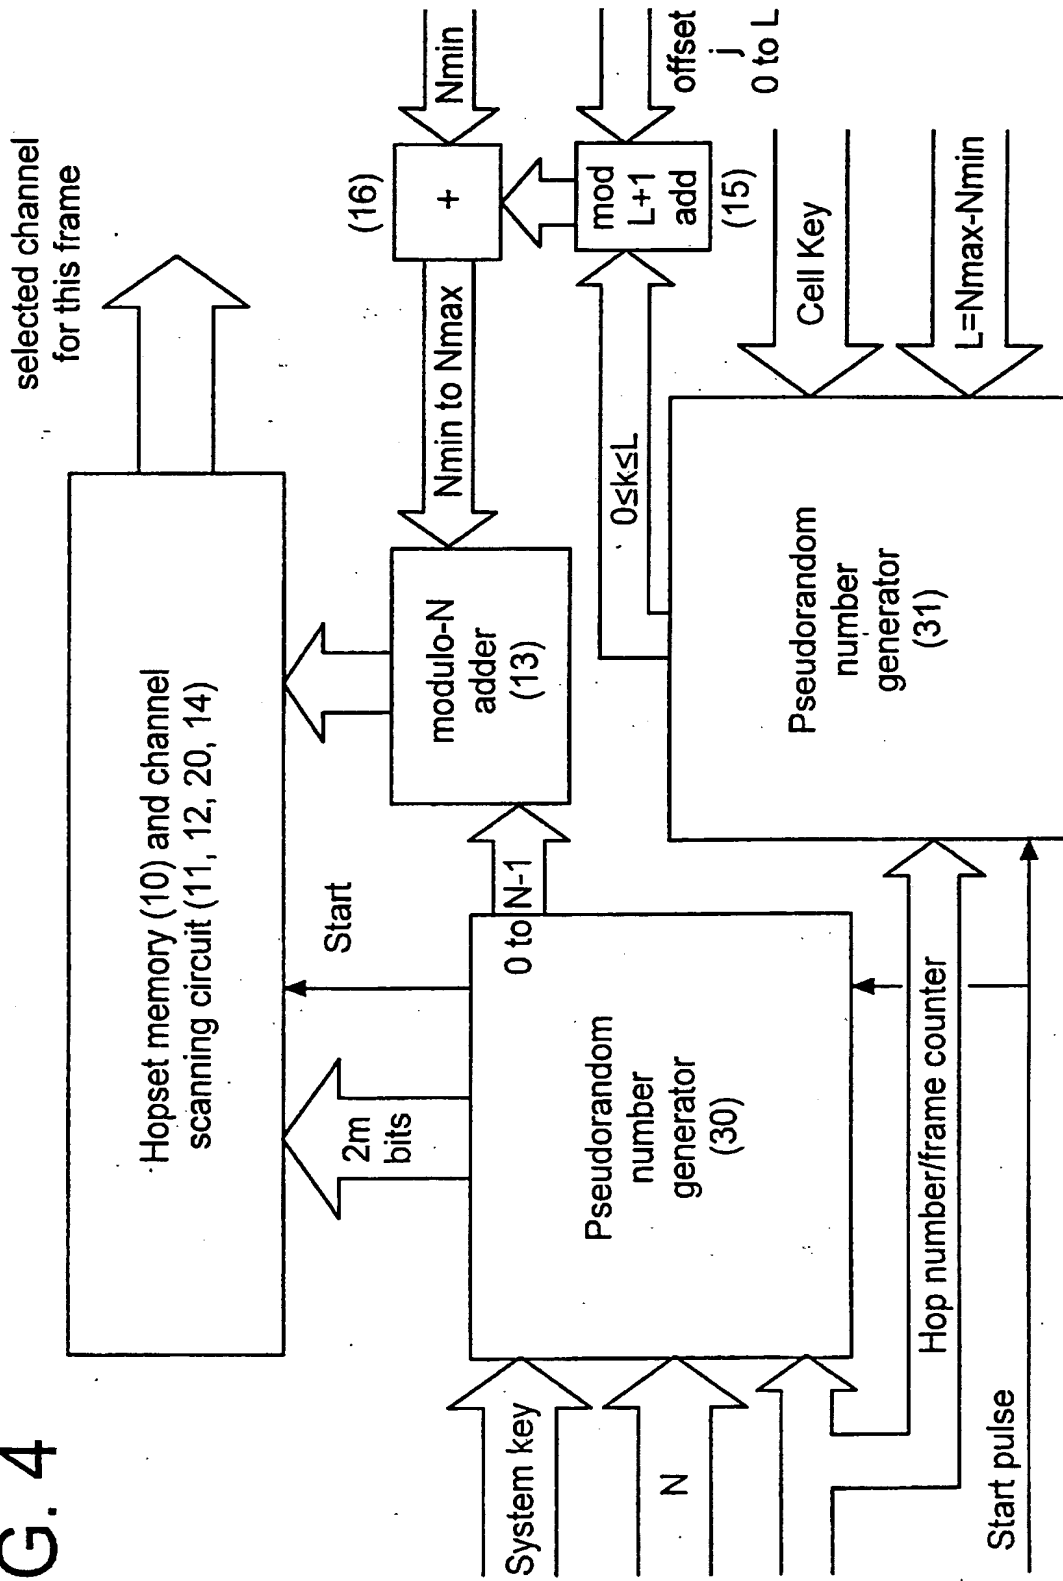 G. 4
selected channel
for this frame
Hopset memory (10) and channel
scanning circuit (11, 12, 20, 14)
2m
bits
Start
modulo-N
adder
(13)
Nmin to Nmax
(16)
+
Nmin
0 to N-1
mod
L+1
add
(15)
offset
j
0 to L
0≤k≤L
System key
N
Pseudorandom
number
generator
(30)
Pseudorandom
number
generator
(31)
Cell Key
L=Nmax-Nmin
Hop number/frame counter
Start pulse